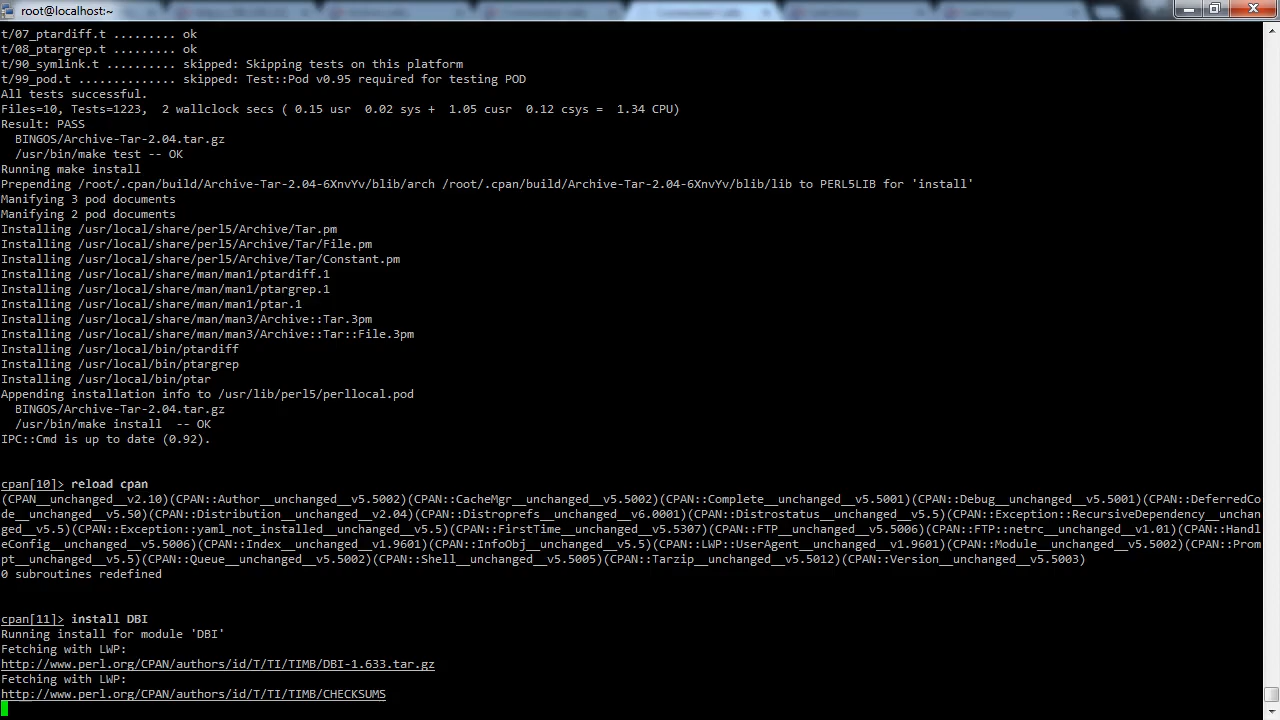 root@localhost:~
t/07_ptardiff.t ......... ok
t/08_ptargrep.t ......... ok
t/90_symlink.t .......... skipped: Skipping tests on this platform
t/99_pod.t .............. skipped: Test::Pod v0.95 required for testing POD
All tests successful.
Files=10, Tests=1223,  2 wallclock secs ( 0.15 usr  0.02 sys +  1.05 cusr  0.12 csys =  1.34 CPU)
Result: PASS
  BINGOS/Archive-Tar-2.04.tar.gz
  /usr/bin/make test -- OK
Running make install
Prepending /root/.cpan/build/Archive-Tar-2.04-6XnvYv/blib/arch /root/.cpan/build/Archive-Tar-2.04-6XnvYv/blib/lib to PERL5LIB for 'install'
Manifying 3 pod documents
Manifying 2 pod documents
Installing /usr/local/share/perl5/Archive/Tar.pm
Installing /usr/local/share/perl5/Archive/Tar/File.pm
Installing /usr/local/share/perl5/Archive/Tar/Constant.pm
Installing /usr/local/share/man/man1/ptardiff.1
Installing /usr/local/share/man/man1/ptargrep.1
Installing /usr/local/share/man/man1/ptar.1
Installing /usr/local/share/man/man3/Archive::Tar.3pm
Installing /usr/local/share/man/man3/Archive::Tar::File.3pm
Installing /usr/local/bin/ptardiff
Installing /usr/local/bin/ptargrep
Installing /usr/local/bin/ptar
Appending installation info to /usr/lib/perl5/perllocal.pod
  BINGOS/Archive-Tar-2.04.tar.gz
  /usr/bin/make install  -- OK
IPC::Cmd is up to date (0.92).
cpan[10]> reload cpan
(CPAN__unchanged__v2.10)(CPAN::Author__unchanged__v5.5002)(CPAN::CacheMgr__unchanged__v5.5002)(CPAN::Complete__unchanged__v5.5001)(CPAN::Debug__unchanged__v5.5001)(CPAN::DeferredCo
de__unchanged__v5.50)(CPAN::Distribution__unchanged__v2.04)(CPAN::Distroprefs__unchanged__v6.0001)(CPAN::Distrostatus__unchanged__v5.5)(CPAN::Exception::RecursiveDependency__unchan
ged__v5.5)(CPAN::Exception::yaml_not_installed__unchanged__v5.5)(CPAN::FirstTime__unchanged__v5.5307)(CPAN::FTP__unchanged__v5.5006)(CPAN::FTP::netrc__unchanged__v1.01)(CPAN::Handl
eConfig__unchanged__v5.5006)(CPAN::Index__unchanged__v1.9601)(CPAN::InfoObj__unchanged__v5.5)(CPAN::LWP::UserAgent__unchanged__v1.9601)(CPAN::Module__unchanged__v5.5002)(CPAN::Prom
pt__unchanged__v5.5)(CPAN::Queue__unchanged__v5.5002)(CPAN::Shell__unchanged__v5.5005)(CPAN::Tarzip__unchanged__v5.5012)(CPAN::Version__unchanged__v5.5003)
0 subroutines redefined
cpan[11]> install DBI
Running install for module 'DBI'
Fetching with LWP:
http://www.perl.org/CPAN/authors/id/T/TI/TIMB/DBI-1.633.tar.gz
Fetching with LWP:
http://www.perl.org/CPAN/authors/id/T/TI/TIMB/CHECKSUMS